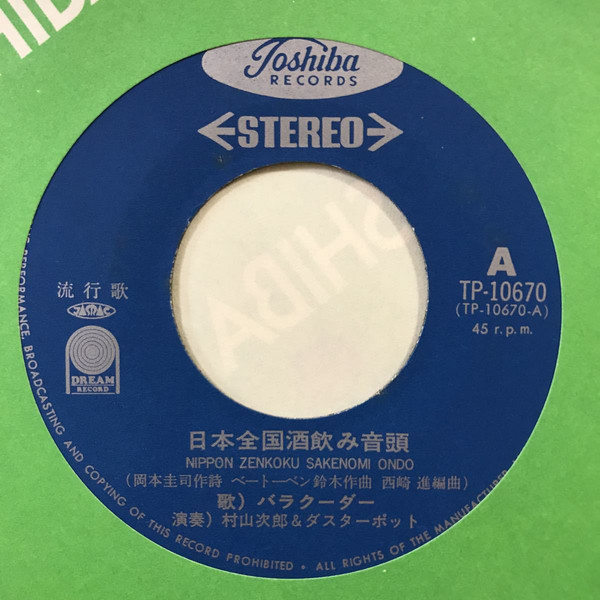 Toshiba
RECORDS
STEREO
A
TP-10670
(TP-10670-A)
45 r.p.m.
流行歌
JASRAC
DREAM
RECORD
日本全国酒飲み音頭
NIPPON ZENKOKU SAKENOMI ONDO
(岡本圭司作詩 ベートーベン鈴木作曲 西崎 進編曲)
歌) バラクーダー
演奏) 村山次郎&ダスターポット
PERFORMANCE, BROADCASTING AND COPYING OF THIS RECORD PROHIBITED • ALL RIGHTS OF THE MANUFACTURER
SHIBA